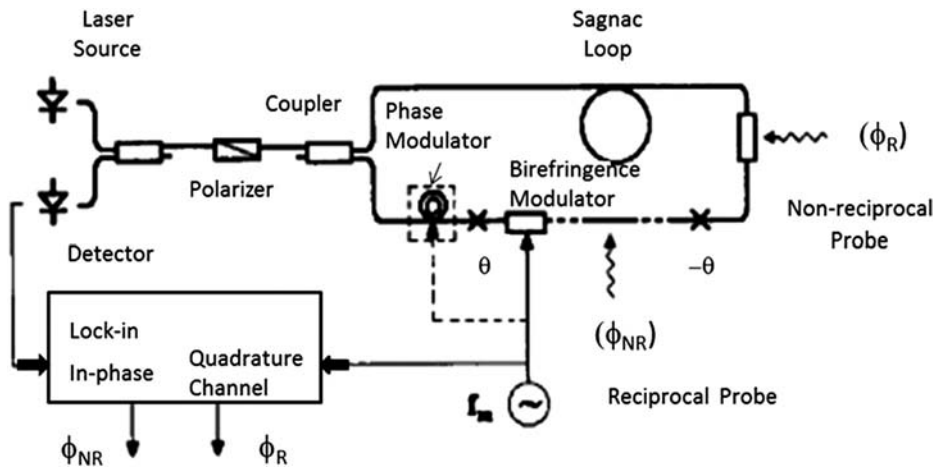 Laser
Source
Sagnac
Loop
Coupler
Phase
Modulator
(ϕR)
Polarizer
Birefringence
Modulator
Non-reciprocal
Probe
Detector
θ
−θ
(ϕNR)
Lock-in
In-phase
Quadrature
Channel
Reciprocal Probe
fm
~
ϕNR
ϕR